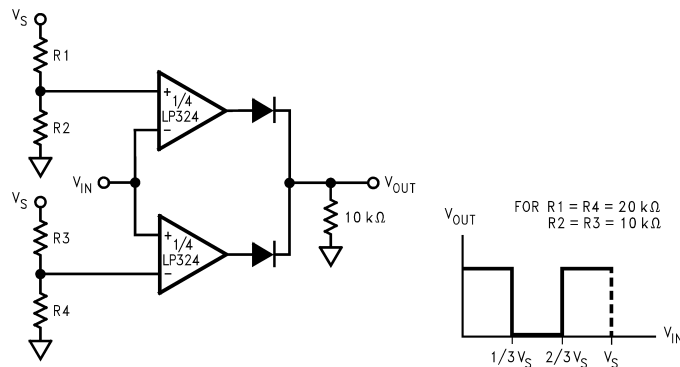 V_S
R1
R2
+
1/4
LP324
−
V_IN
V_OUT
10 kΩ
V_S
R3
R4
+
1/4
LP324
−
FOR R1 = R4 = 20 kΩ
R2 = R3 = 10 kΩ
V_OUT
V_IN
1/3 V_S 2/3 V_S V_S